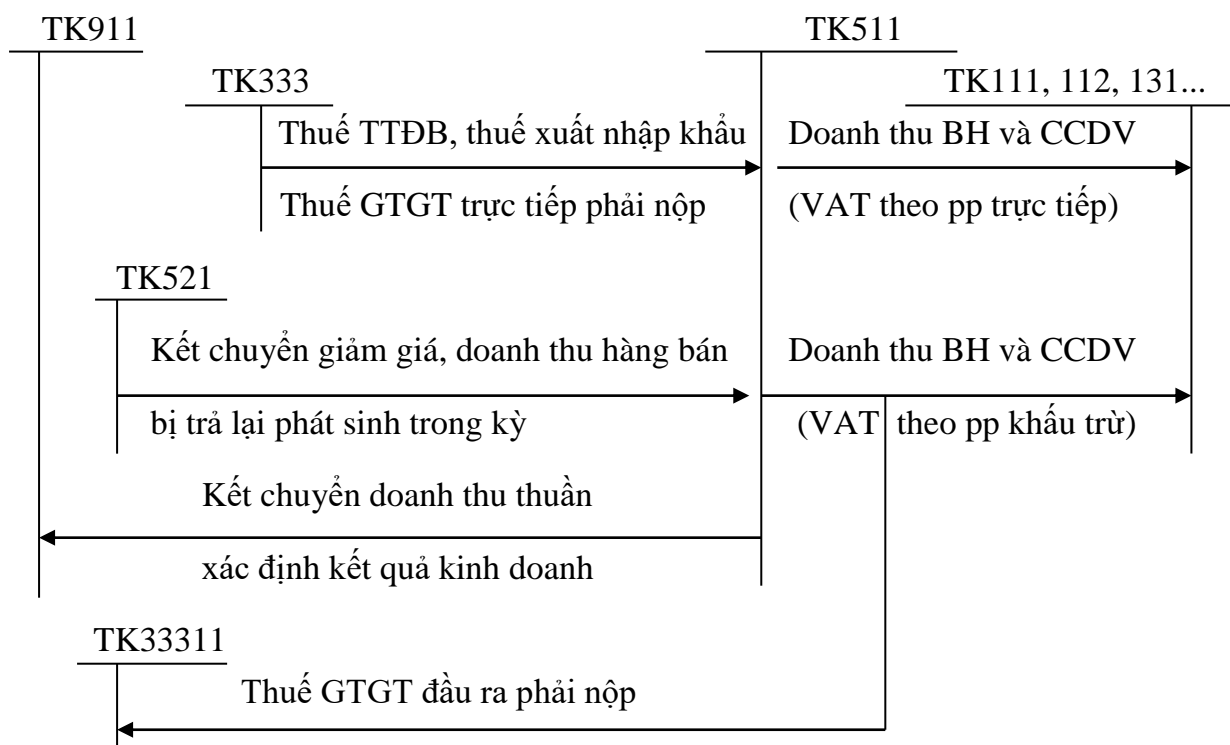 TK911
TK511
TK333
TK111, 112, 131...
Thuế TTĐB, thuế xuất nhập khẩu
Doanh thu BH và CCDV
Thuế GTGT trực tiếp phải nộp
(VAT theo pp trực tiếp)
TK521
Kết chuyển giảm giá, doanh thu hàng bán
Doanh thu BH và CCDV
bị trả lại phát sinh trong kỳ
(VAT theo pp khấu trừ)
Kết chuyển doanh thu thuần
xác định kết quả kinh doanh
TK33311
Thuế GTGT đầu ra phải nộp